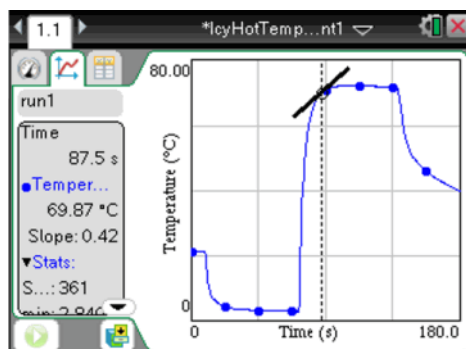 1.1
*IcyHotTemp...nt1
run1
Time
87.5 s
Temper...
69.87 °C
Slope: 0.42
▼Stats:
S...: 361
80.00
Temperature (°C)
0
0
Time (s)
180.0